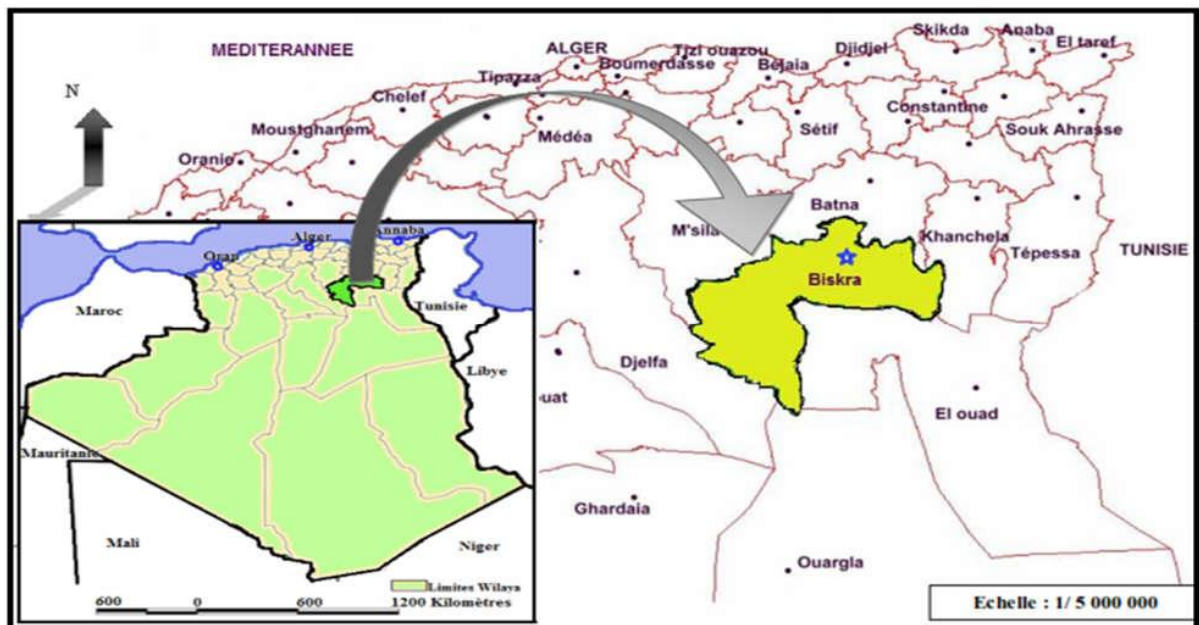 MEDITERANNEE
ALGER
Tizi ouazou
Boumerdasse
Bejaia
Djidjel
Skikda
Anaba
El taref
Tipazza
Chelef
Médéa
Sétif
Constantine
Souk Ahrasse
Moustghanem
Oranie
N
Batna
M'sila
Khanchela
Tépessa
TUNISIE
Biskra
Djelfa
uat
El ouad
Ghardaia
Ouargla
Alger
Annaba
Oran
Maroc
Tunisie
Libye
Mauritanie
Mali
Niger
Limites Wilaya
600 0 600 1200 Kilomètres
Echelle : 1/ 5 000 000